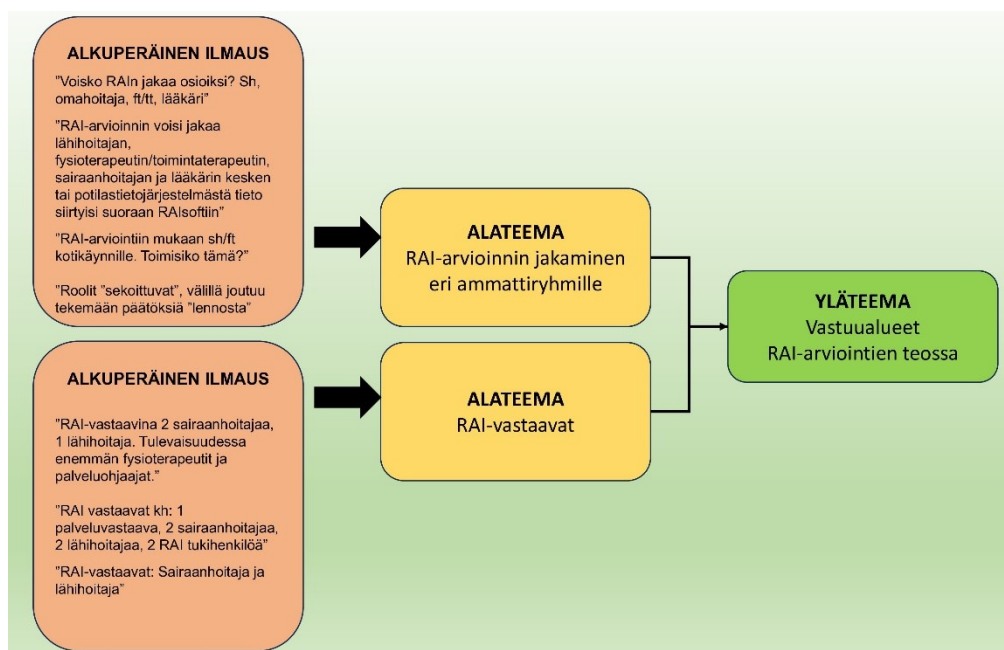 ALKUPERÄINEN ILMAUS
"Voisko RAIn jakaa osioiksi? Sh,
omahoitaja, ft/tt, lääkäri"
"RAI-arvioinnin voisi jakaa
lähihoitajan,
fysioterapeutin/toimintaterapeutin,
sairaanhoitajan ja lääkärin kesken
tai potilastietojärjestelmästä tieto
siirtyisi suoraan RAIsoftiin"
"RAI-arviointiin mukaan sh/ft
kotikäynnille. Toimisiko tämä?"
"Roolit "sekoittuvat", välillä joutuu
tekemään päätöksiä "lennosta"
ALKUPERÄINEN ILMAUS
"RAI-vastaavina 2 sairaanhoitajaa,
1 lähihoitaja. Tulevaisuudessa
enemmän fysioterapeutit ja
palveluohjaajat."
"RAI vastaavat kh: 1
palveluvastaava, 2 sairaanhoitajaa,
2 lähihoitajaa, 2 RAI tukihenkilöä"
"RAI-vastaavat: Sairaanhoitaja ja
lähihoitaja"
ALATEEMA
RAI-arvioinnin jakaminen
eri ammattiryhmille
ALATEEMA
RAI-vastaavat
YLÄTEEMA
Vastuualueet
RAI-arviointien teossa